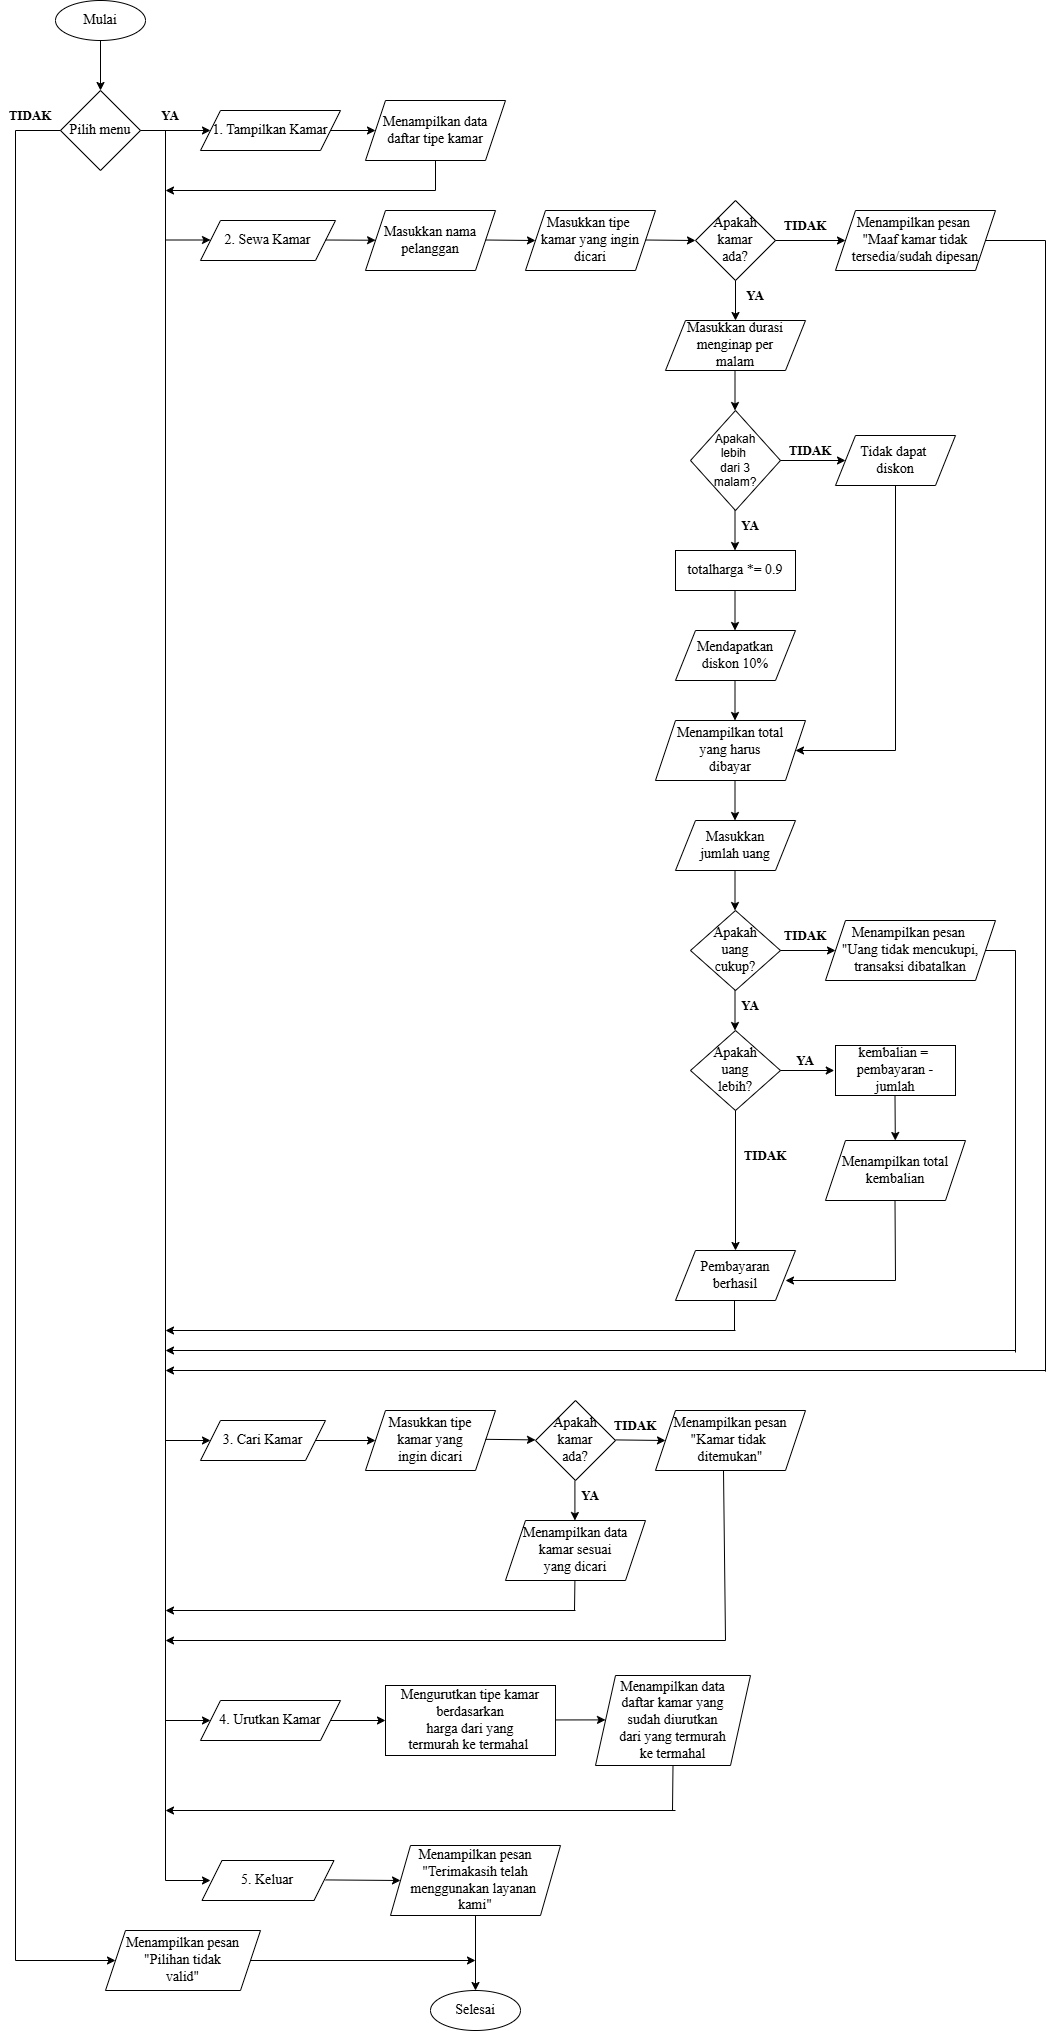 Mulai
TIDAK
Pilih menu
YA
1. Tampilkan Kamar
Menampilkan data
daftar tipe kamar
2. Sewa Kamar
Masukkan nama
pelanggan
Masukkan tipe
kamar yang ingin
dicari
Apakah
kamar
ada?
TIDAK
Menampilkan pesan
"Maaf kamar tidak
tersedia/sudah dipesan
YA
Masukkan durasi
menginap per
malam
Apakah
lebih
dari 3
malam?
TIDAK
Tidak dapat
diskon
YA
totalharga *= 0.9
Mendapatkan
diskon 10%
Menampilkan total
yang harus
dibayar
Masukkan
jumlah uang
Apakah
uang
cukup?
TIDAK
Menampilkan pesan
"Uang tidak mencukupi,
transaksi dibatalkan
YA
Apakah
uang
lebih?
YA
kembalian =
pembayaran -
jumlah
TIDAK
Menampilkan total
kembalian
Pembayaran
berhasil
3. Cari Kamar
Masukkan tipe
kamar yang
ingin dicari
Apakah
kamar
ada?
TIDAK
Menampilkan pesan
"Kamar tidak
ditemukan"
YA
Menampilkan data
kamar sesuai
yang dicari
4. Urutkan Kamar
Mengurutkan tipe kamar
berdasarkan
harga dari yang
termurah ke termahal
Menampilkan data
daftar kamar yang
sudah diurutkan
dari yang termurah
ke termahal
5. Keluar
Menampilkan pesan
"Terimakasih telah
menggunakan layanan
kami"
Menampilkan pesan
"Pilihan tidak
valid"
Selesai